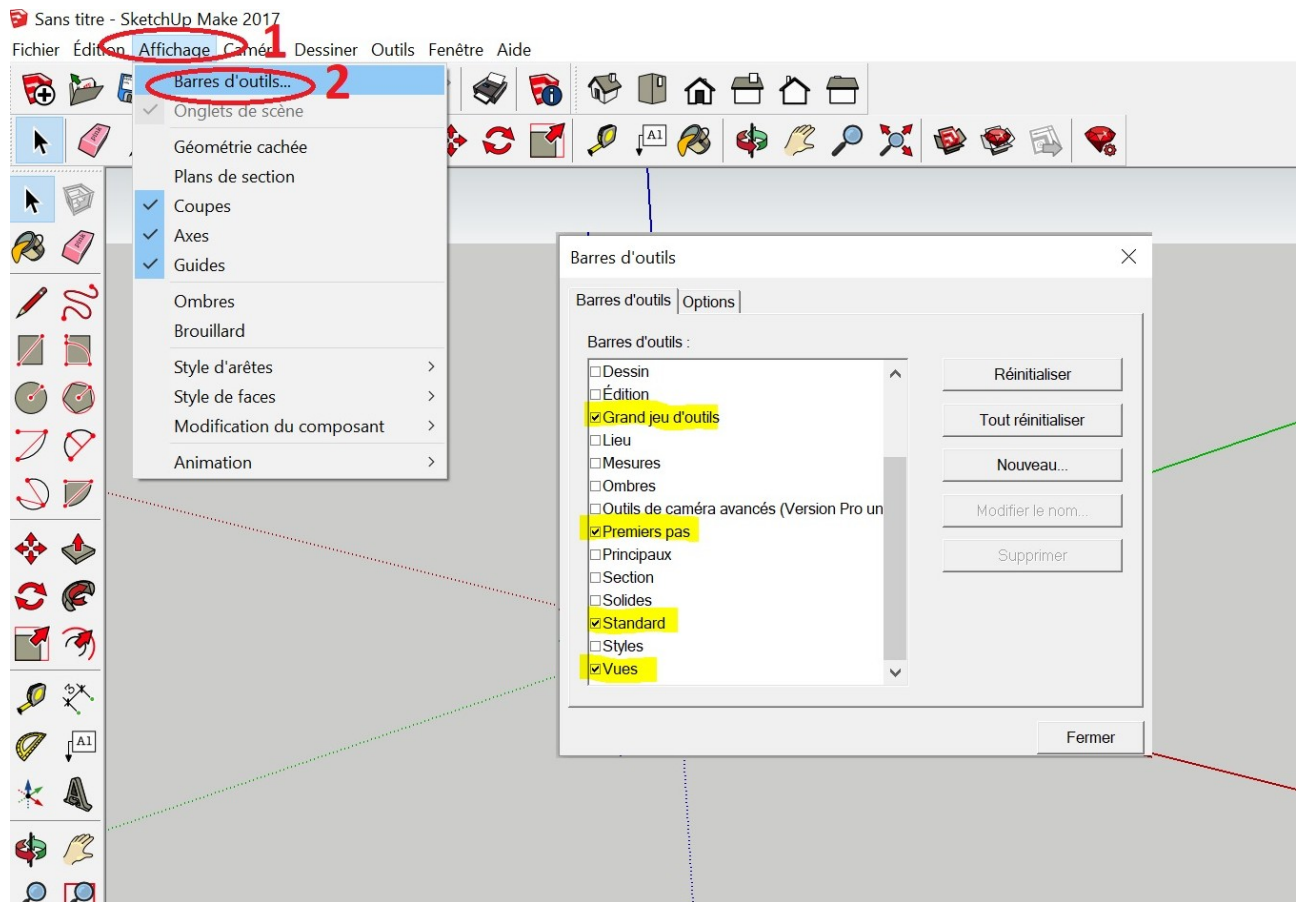 Sans titre - SketchUp Make 2017
1
Fichier Édition Affichage Caméra Dessiner Outils Fenêtre Aide
Barres d'outils...
2
Onglets de scène
Géométrie cachée
Plans de section
Coupes
Axes
Guides
Ombres
Brouillard
Style d'arêtes
Style de faces
Modification du composant
Animation
A1
A1
3
Barres d'outils
Barres d'outils Options
Barres d'outils :
Dessin
Édition
Grand jeu d'outils
Lieu
Mesures
Ombres
Outils de caméra avancés (Version Pro un
Premiers pas
Principaux
Section
Solides
Standard
Styles
Vues
Réinitialiser
Tout réinitialiser
Nouveau...
Modifier le nom...
Supprimer
Fermer